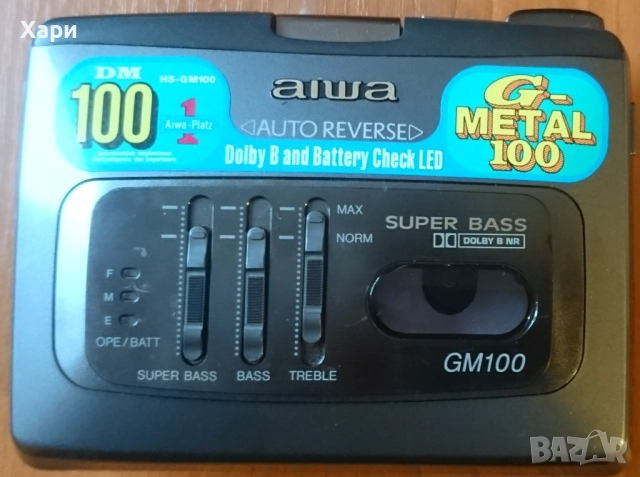 Хари
DM
HS-GM100
100
1
Aiwa-Platz
aiwa
AUTO REVERSE
Dolby B and Battery Check LED
G-
METAL
100
MAX
NORM
SUPER BASS
DOLBY B NR
F
M
E
OPE/BATT
SUPER BASS
BASS
TREBLE
GM100
BAZAR